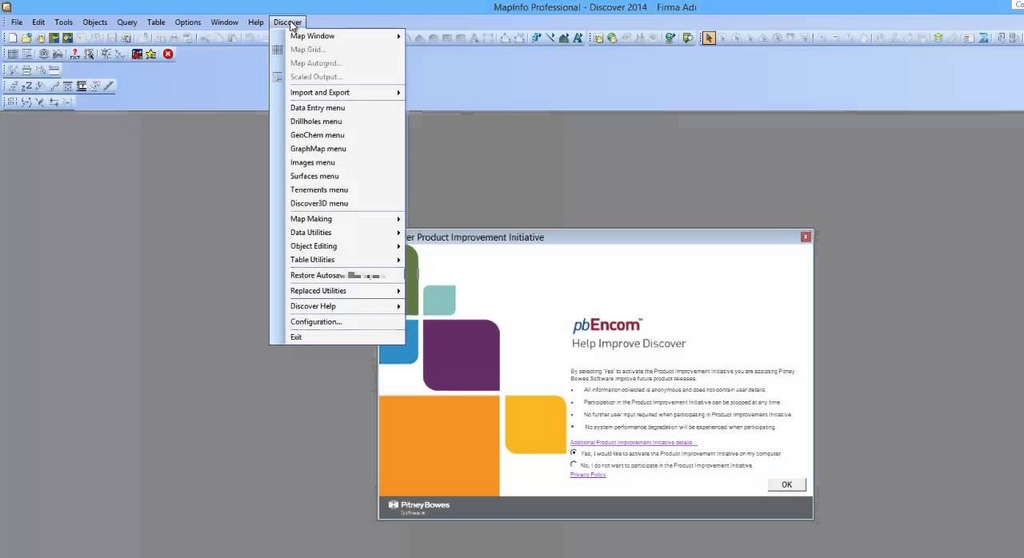 MapInfo Professional - Discover 2014 Firma Adı
File Edit Tools Objects Query Table Options Window Help Discover
Map Window
Map Grid...
Map Autogrid...
Scaled Output...
Import and Export
Data Entry menu
Drillholes menu
GeoChem menu
GraphMap menu
Images menu
Surfaces menu
Tenements menu
Discover3D menu
Map Making
Data Utilities
Object Editing
Table Utilities
Restore
Replaced Utilities
Discover Help
Configuration...
Exit
Product Improvement Initiative
pbEncom™
Help Improve Discover
By selecting 'Yes' to activate the Product Improvement Initiative you are assisting Pitney
Bowes Software improve future product releases.
• All information collected is anonymous and does not contain user details.
• Participation in the Product Improvement Initiative can be stopped at any time.
• No further user input required when participating in Product Improvement Initiative.
• No system performance degradation will be experienced when participating.
Additional Product Improvement Initiative details...
Yes, I would like to activate the Product Improvement Initiative on my computer.
No, I do not want to participate in the Product Improvement Initiative.
Privacy Policy
OK
PitneyBowes
Software